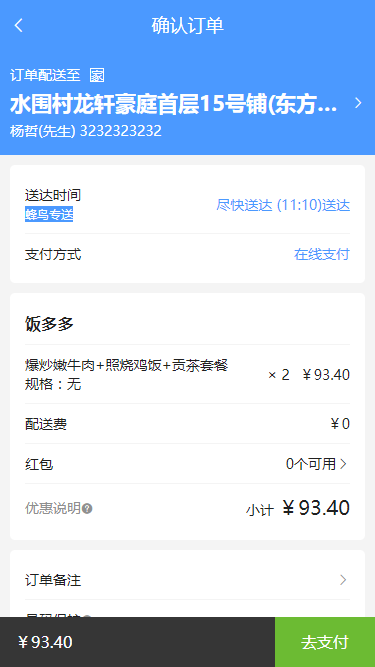 确认订单
订单配送至 家
水围村龙轩豪庭首层15号铺(东方...
杨哲(先生) 3232323232
送达时间
蜂鸟专送
尽快送达 (11:10)送达
支付方式 在线支付
饭多多
爆炒嫩牛肉+照烧鸡饭+贡茶套餐
规格：无
× 2 ￥93.40
配送费 ￥0
红包 0个可用
优惠说明 小计 ￥93.40
订单备注
￥93.40 去支付